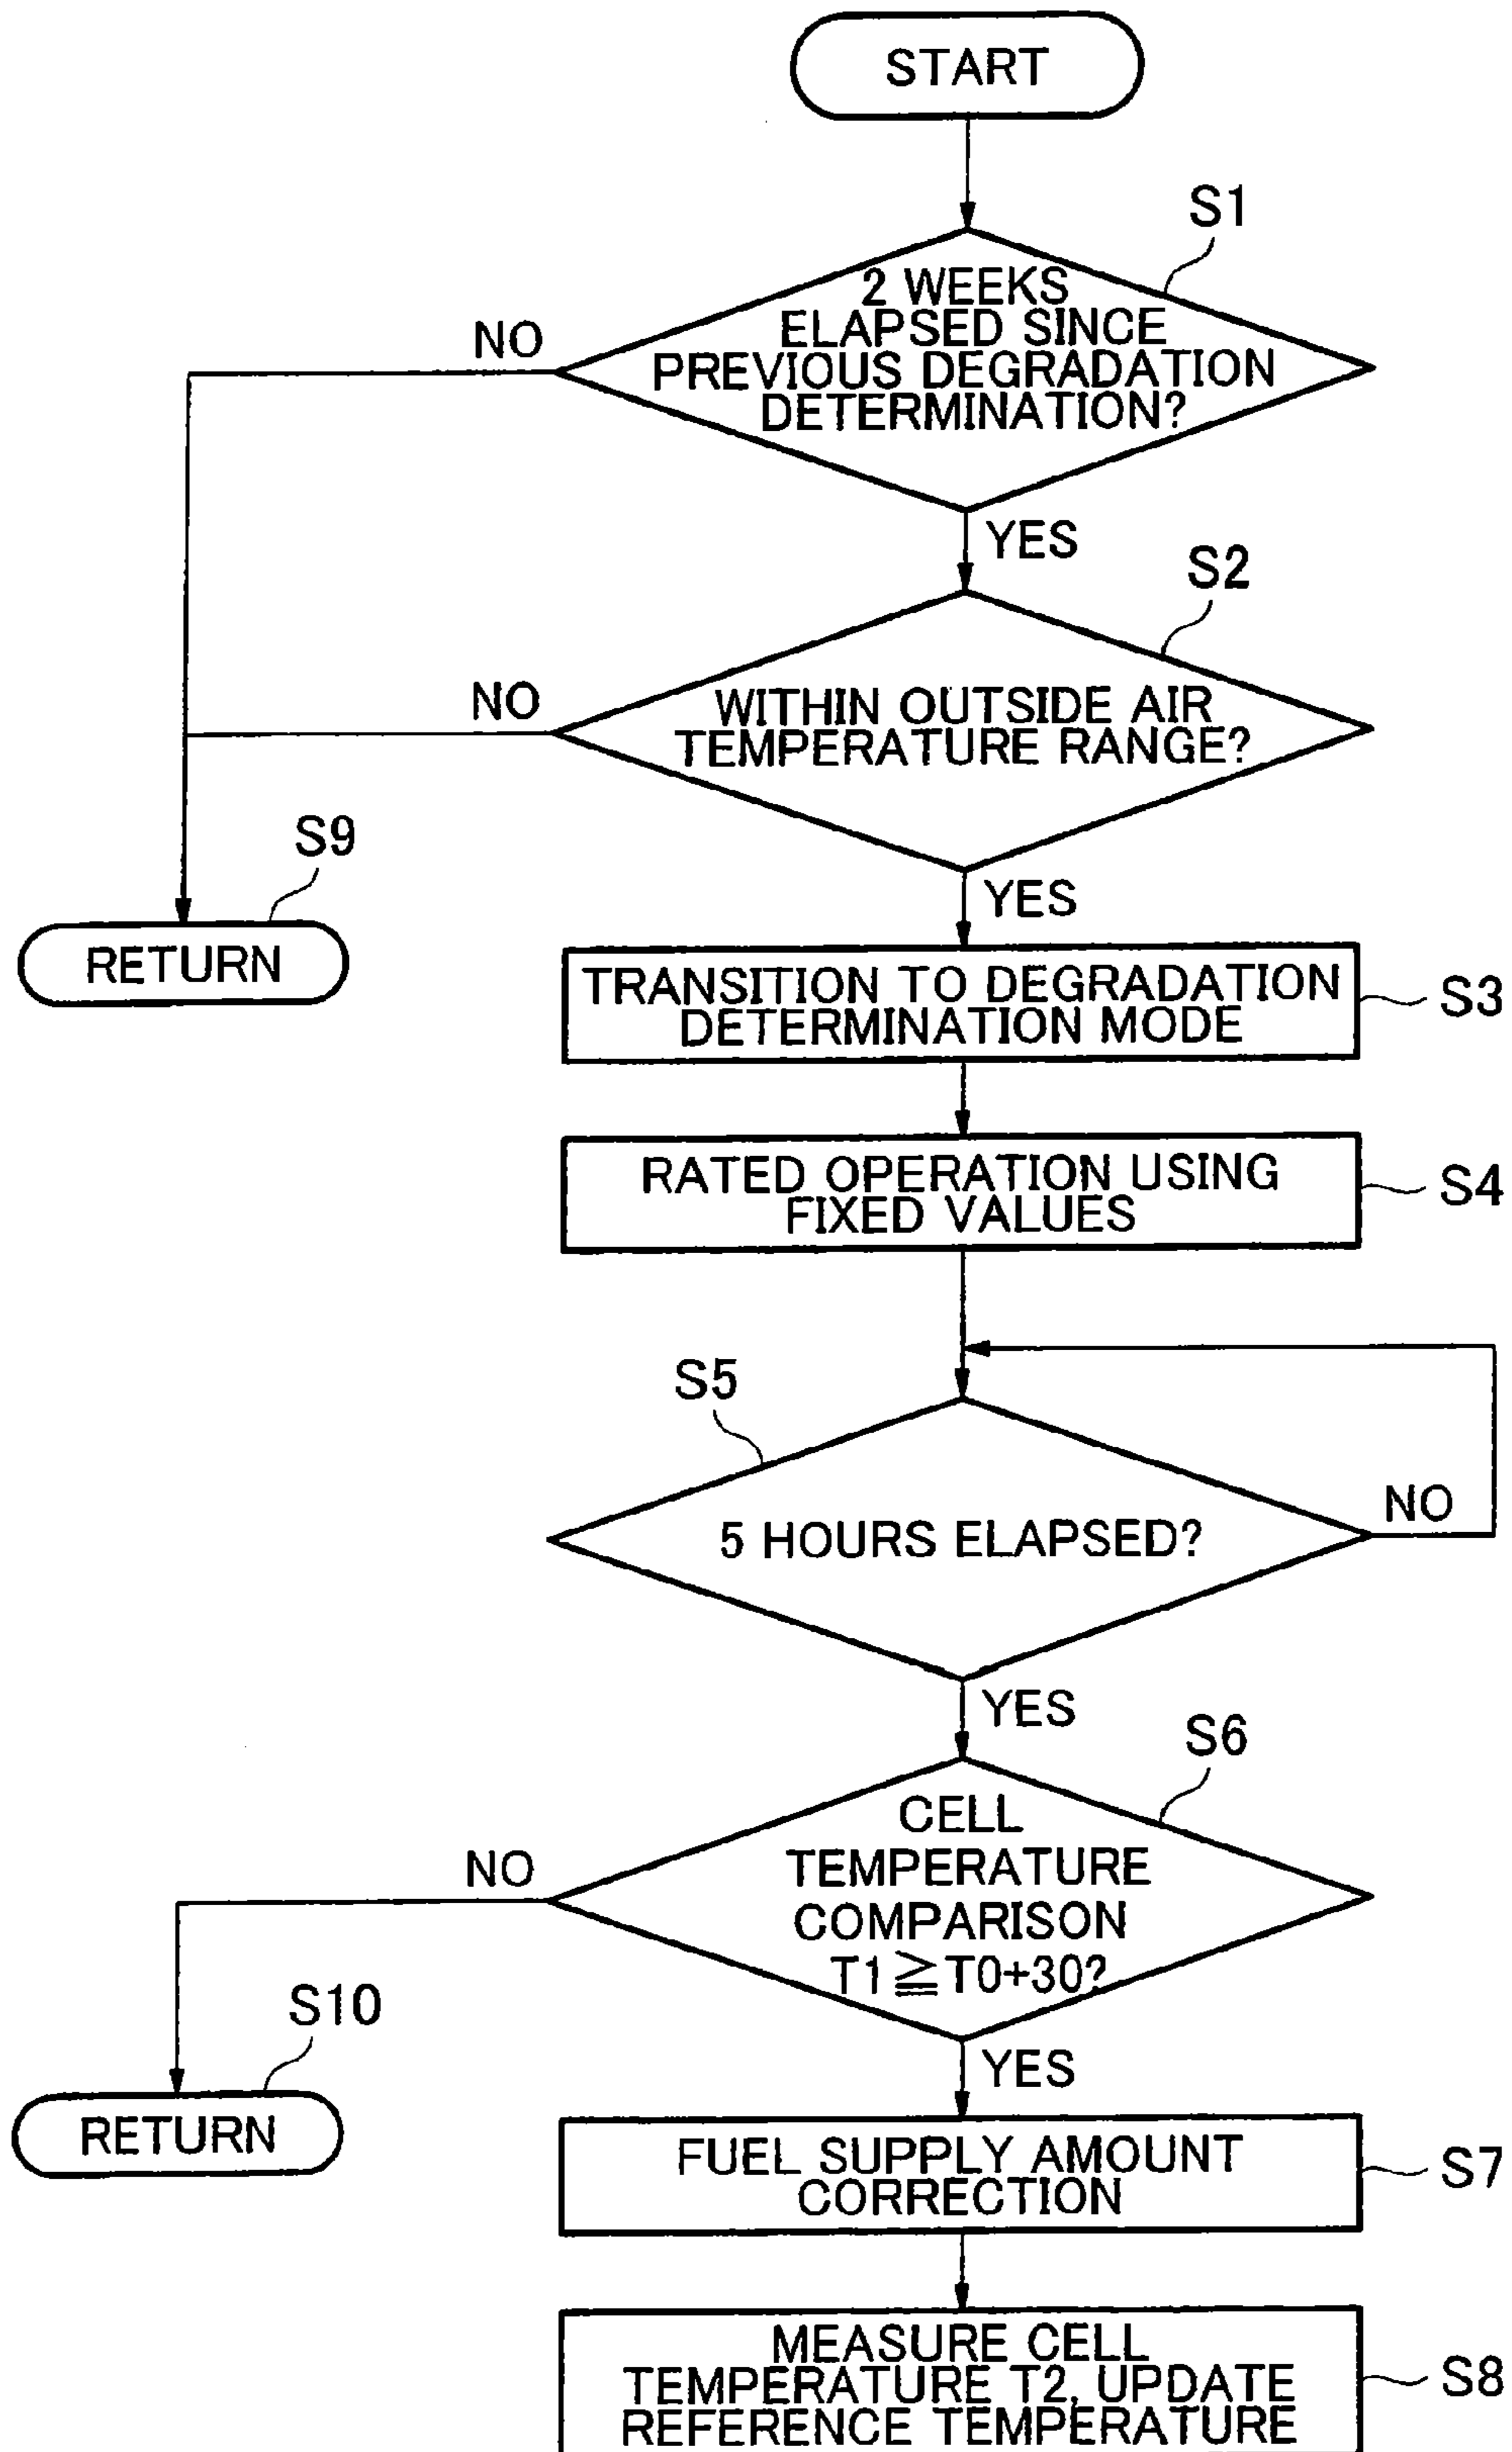 START
S1
2 WEEKS
ELAPSED SINCE
PREVIOUS DEGRADATION
DETERMINATION?
NO
YES
S2
WITHIN OUTSIDE AIR
TEMPERATURE RANGE?
NO
YES
S9
RETURN
TRANSITION TO DEGRADATION
DETERMINATION MODE
S3
RATED OPERATION USING
FIXED VALUES
S4
S5
5 HOURS ELAPSED?
NO
YES
S6
CELL
TEMPERATURE
COMPARISON
T1≧T0+30?
NO
YES
S10
RETURN
FUEL SUPPLY AMOUNT
CORRECTION
S7
MEASURE CELL
TEMPERATURE T2, UPDATE
REFERENCE TEMPERATURE
S8